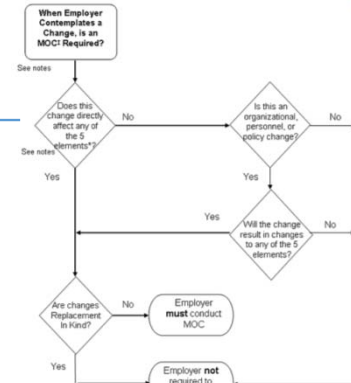 When Employer
Contemplates a
Change, is an
MOC‡ Required?
See notes
Does this
change directly
affect any of
the 5
elements*?
See notes
No
Is this an
organizational,
personnel, or
policy change?
No
Yes
Yes
Yes
Will the change
result in changes
to any of the 5
elements?
No
Are changes
Replacement
In Kind?
No
Employer
must conduct
MOC
Yes
Employer not
required to